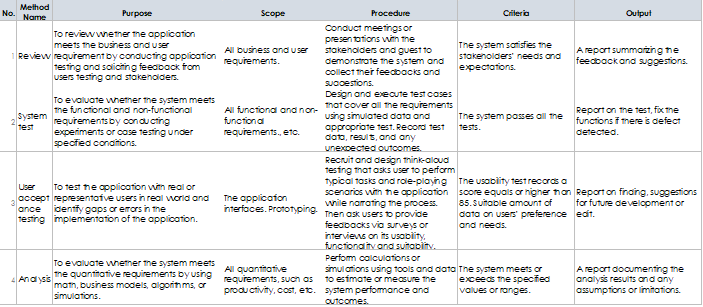 No. Method Name Purpose Scope Procedure Criteria Output
1 Review
To review whether the application
meets the business and user
requirement by conducting application
testing and soliciting feedback from
users testing and stakeholders.
All business and user
requirements.
Conduct meetings or
presentations with the
stakeholders and guest to
demonstrate the system and
collect their feedbacks and
suggestions.
The system satisfies the
stakeholders' needs and
expectations.
A report summarizing the
feedback and suggestions.
2 System
test
To evaluate whether the system meets
the functional and non-functional
requirements by conducting
experiments or case testing under
specified conditions.
All functional and non-
functional
requirements., etc.
Design and execute test cases
that cover all the requirements
using simulated data and
appropriate test. Record test
data, results, and any
unexpected outcomes.
The system passes all the
tests.
Report on the test, fix the
functions if there is defect
detected.
3 User
accept
ance
testing
To test the application with real or
representative users in real world and
identify gaps or errors in the
implementation of the application.
The application
interfaces. Prototyping.
Recruit and design think-aloud
testing that asks user to perform
typical tasks and role-playing
scenarios with the application
while narrating the process.
Then ask users to provide
feedbacks via surveys or
interviews on its usability,
functionality and suitability.
The usability test records a
score equals or higher than
85. Suitable amount of
data on users' preference
and needs.
Report on finding, suggestions
for future development or
edit.
4 Analysis
To evaluate whether the system meets
the quantitative requirements by using
math, business models, algorithms, or
simulations.
All quantitative
requirements, such as
productivity, cost, etc.
Perform calculations or
simulations using tools and data
to estimate or measure the
system performance and
outcomes.
The system meets or
exceeds the specified
values or ranges.
A report documenting the
analysis results and any
assumptions or limitations.